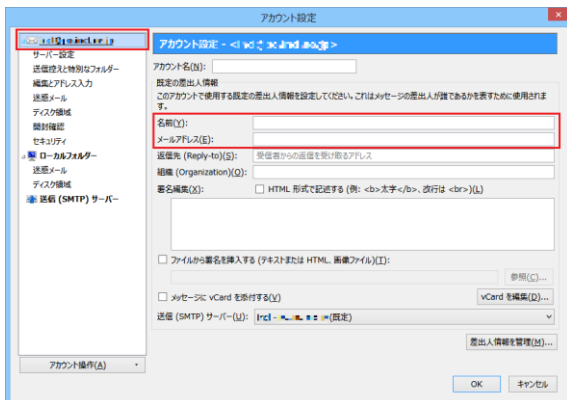 アカウント設定
サーバー設定
送信控えと特別なフォルダー
編集とアドレス入力
迷惑メール
ディスク領域
開封確認
セキュリティ
ローカルフォルダー
迷惑メール
ディスク領域
送信 (SMTP) サーバー
アカウント操作(A)
アカウント設定 -
アカウント名(N):
既定の差出人情報
このアカウントで使用する既定の差出人情報を設定してください。これはメッセージの差出人が誰であるかを表すために使用されま
す。
名前(Y):
メールアドレス(E):
返信先 (Reply-to)(S): 受信者からの返信を受け取るアドレス
組織 (Organization)(O):
署名編集(X): HTML 形式で記述する (例: <b>太字</b>、改行は <br>)(L)
ファイルから署名を挿入する (テキストまたは HTML、画像ファイル)(T):
参照(C)...
メッセージに vCard を添付する(V) vCard を編集(D)...
送信 (SMTP) サーバー(U): (既定)
差出人情報を管理(M)...
OK キャンセル